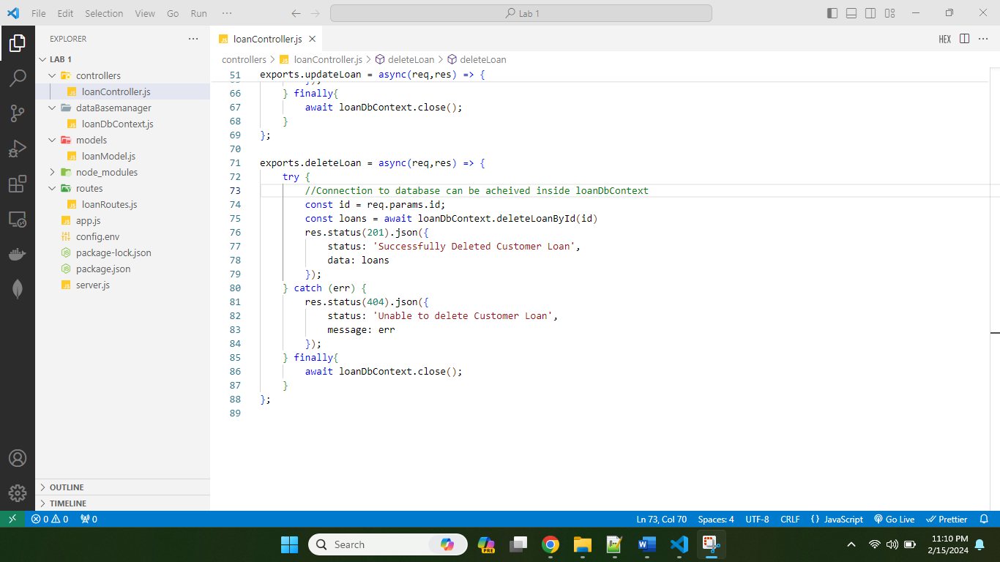 File Edit Selection View Go Run ··· Lab 1
EXPLORER ···
LAB 1
controllers
loanController.js
dataBasemanager
loanDbContext.js
models
loanModel.js
node_modules
routes
loanRoutes.js
app.js
config.env
package-lock.json
package.json
server.js
OUTLINE
TIMELINE
loanController.js HEX ···
controllers > loanController.js > deleteLoan > deleteLoan
51 exports.updateLoan = async(req,res) => {
65 });
66 } finally{
67 await loanDbContext.close();
68 }
69 };
70
71 exports.deleteLoan = async(req,res) => {
72 try {
73 //Connection to database can be acheived inside loanDbContext
74 const id = req.params.id;
75 const loans = await loanDbContext.deleteLoanById(id)
76 res.status(201).json({
77 status: 'Successfully Deleted Customer Loan',
78 data: loans
79 });
80 } catch (err) {
81 res.status(404).json({
82 status: 'Unable to delete Customer Loan',
83 message: err
84 });
85 } finally{
86 await loanDbContext.close();
87 }
88 };
89
0 0 0 Ln 73, Col 70 Spaces: 4 UTF-8 CRLF {} JavaScript Go Live Prettier
Search PRE 11:10 PM
2/15/2024